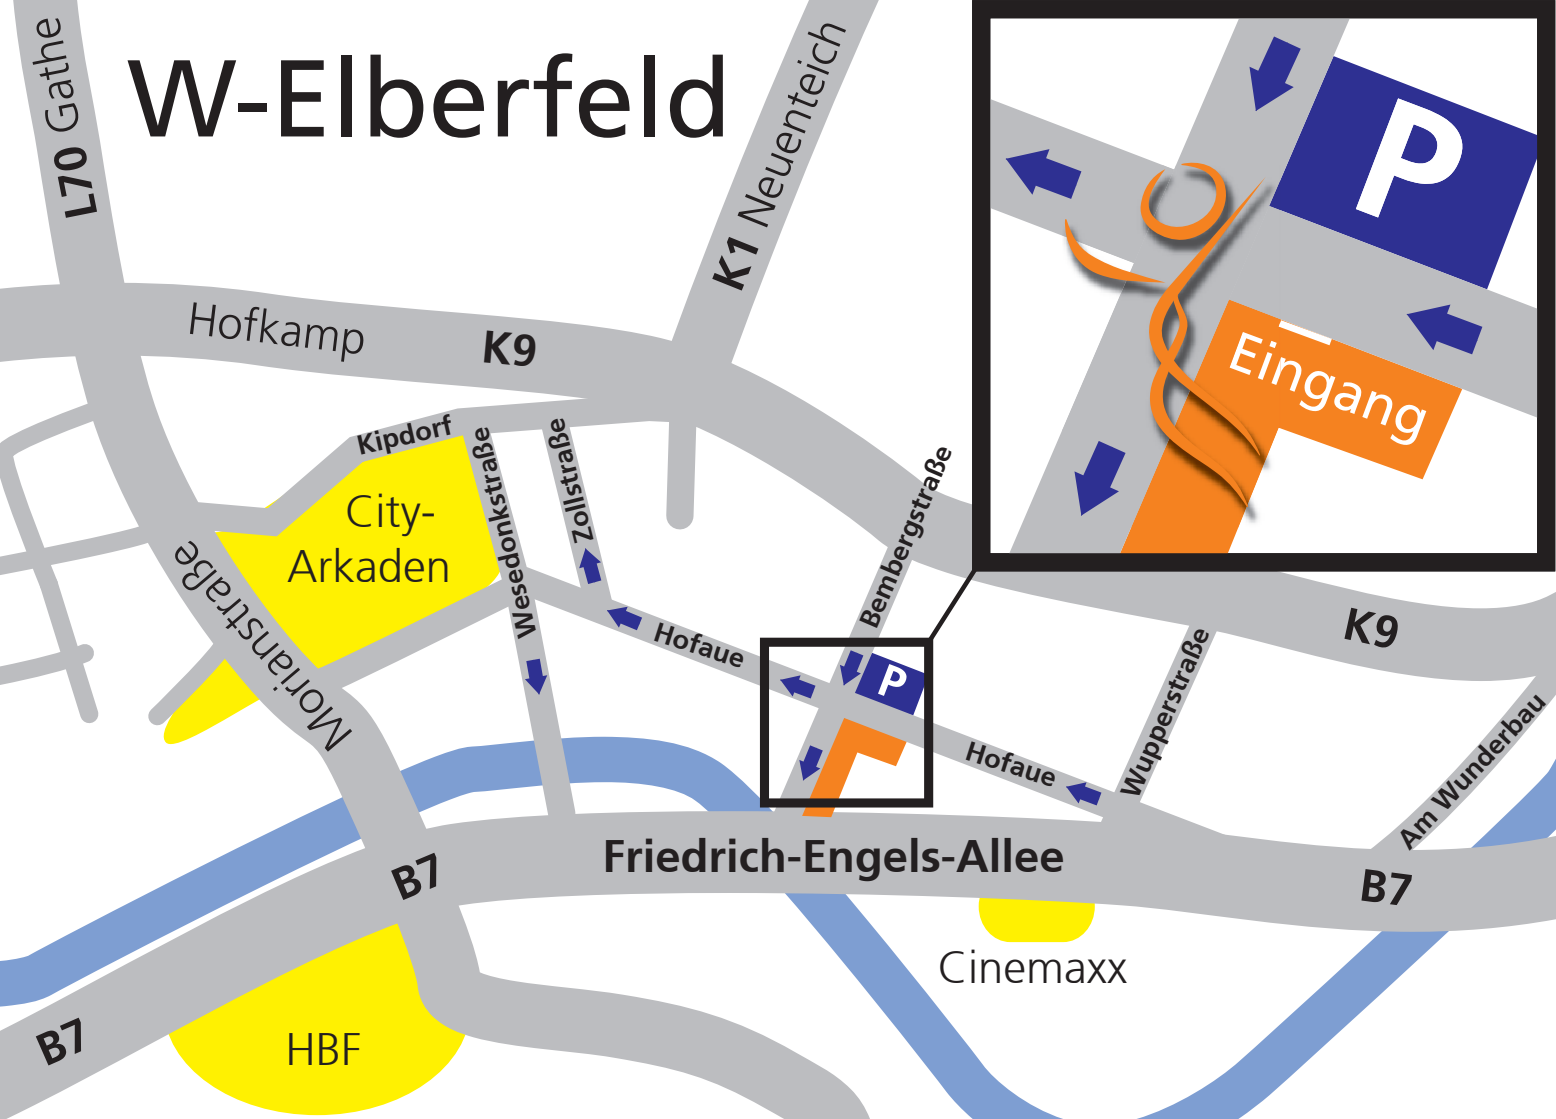 W-Elberfeld
L70 Gathe
K1 Neuenteich
P
Eingang
Hofkamp
K9
Kipdorf
Wesedonkstraße
Zollstraße
Bembergstraße
City-
Arkaden
Morianstraße
Hofaue
P
K9
Wupperstraße
Hofaue
Am Wunderbau
Friedrich-Engels-Allee
B7
B7
Cinemaxx
B7
HBF